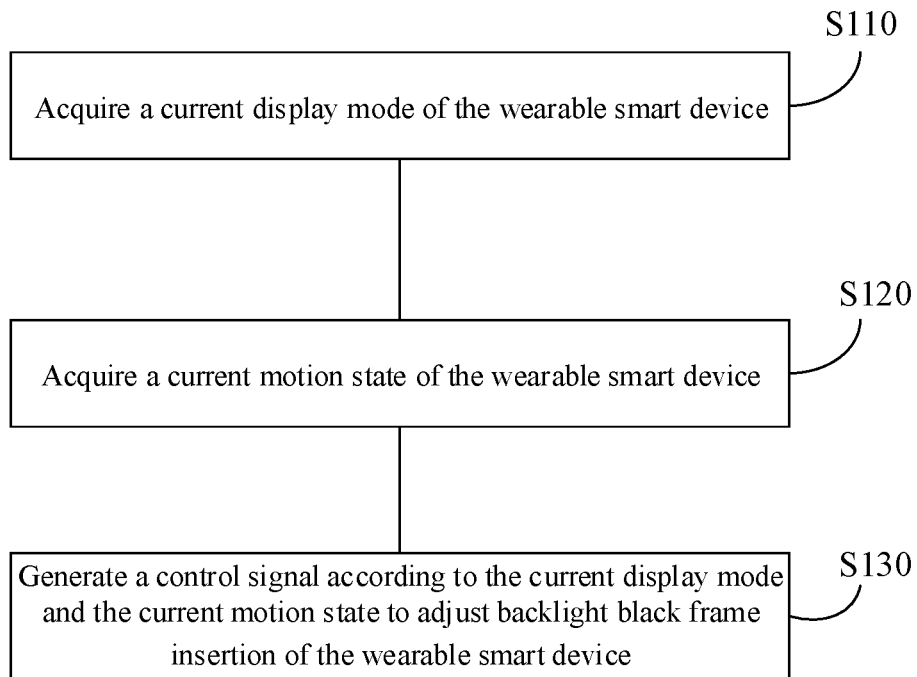 S110
Acquire a current display mode of the wearable smart device
S120
Acquire a current motion state of the wearable smart device
S130
Generate a control signal according to the current display mode
and the current motion state to adjust backlight black frame
insertion of the wearable smart device